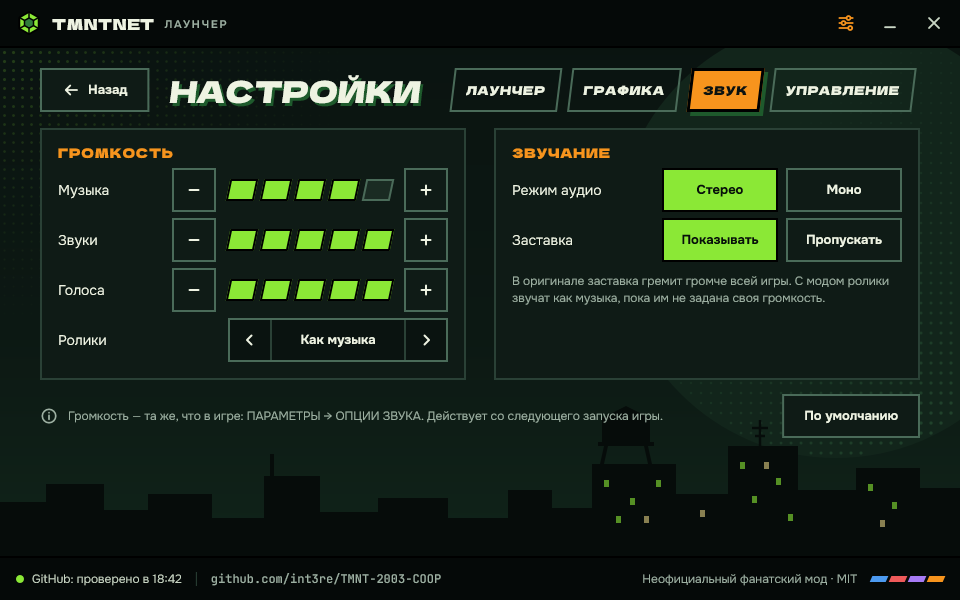 TMNTNET ЛАУНЧЕР
← Назад
НАСТРОЙКИ
ЛАУНЧЕР
ГРАФИКА
ЗВУК
УПРАВЛЕНИЕ
ГРОМКОСТЬ
Музыка − +
Звуки − +
Голоса − +
Ролики < Как музыка >
ЗВУЧАНИЕ
Режим аудио Стерео Моно
Заставка Показывать Пропускать
В оригинале заставка гремит громче всей игры. С модом ролики
звучат как музыка, пока им не задана своя громкость.
Громкость — та же, что в игре: ПАРАМЕТРЫ → ОПЦИИ ЗВУКА. Действует со следующего запуска игры.
По умолчанию
GitHub: проверено в 18:42
github.com/int3re/TMNT-2003-COOP
Неофициальный фанатский мод · MIT